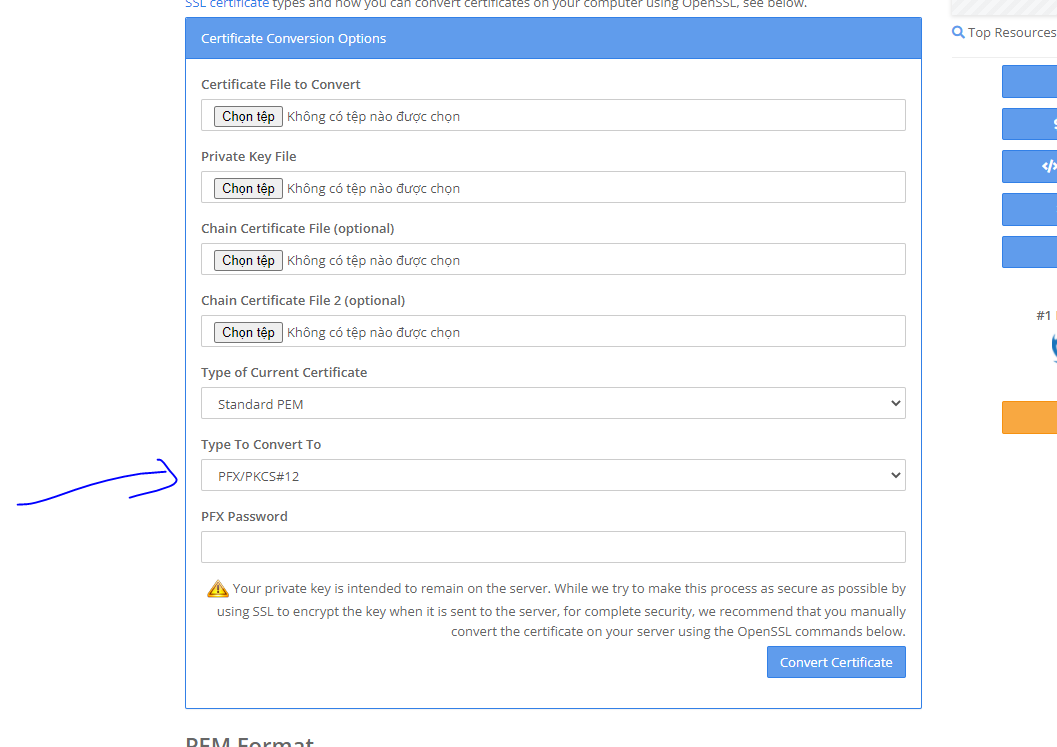 SSL certificate types and how you can convert certificates on your computer using OpenSSL, see below.
Certificate Conversion Options
Certificate File to Convert
Chọn tệp Không có tệp nào được chọn
Private Key File
Chọn tệp Không có tệp nào được chọn
Chain Certificate File (optional)
Chọn tệp Không có tệp nào được chọn
Chain Certificate File 2 (optional)
Chọn tệp Không có tệp nào được chọn
Type of Current Certificate
Standard PEM
Type To Convert To
PFX/PKCS#12
PFX Password
Your private key is intended to remain on the server. While we try to make this process as secure as possible by
using SSL to encrypt the key when it is sent to the server, for complete security, we recommend that you manually
convert the certificate on your server using the OpenSSL commands below.
Convert Certificate
PEM Format
Top Resources
</> 
#1